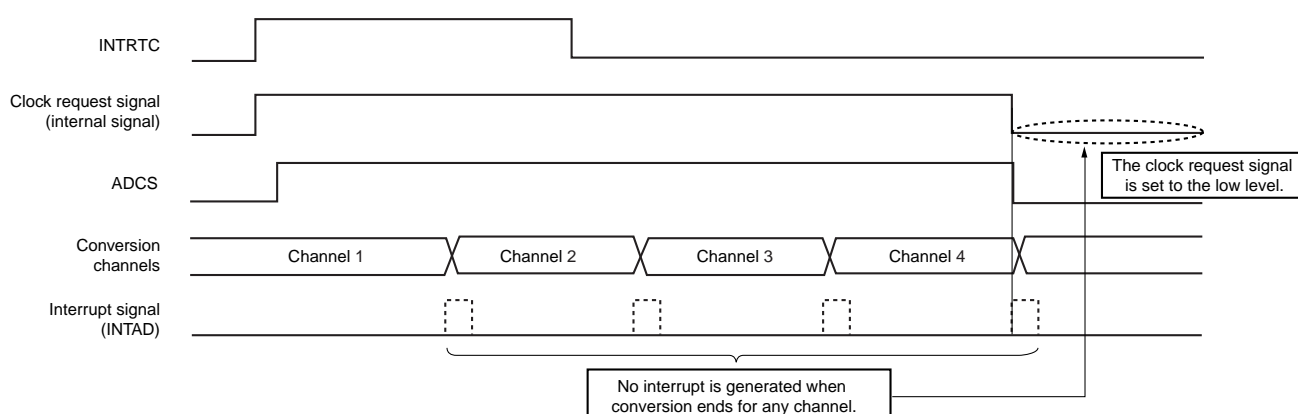 INTRTC
Clock request signal
(internal signal)
The clock request signal
is set to the low level.
ADCS
Conversion
channels
Channel 1
Channel 2
Channel 3
Channel 4
Interrupt signal
(INTAD)
No interrupt is generated when
conversion ends for any channel.